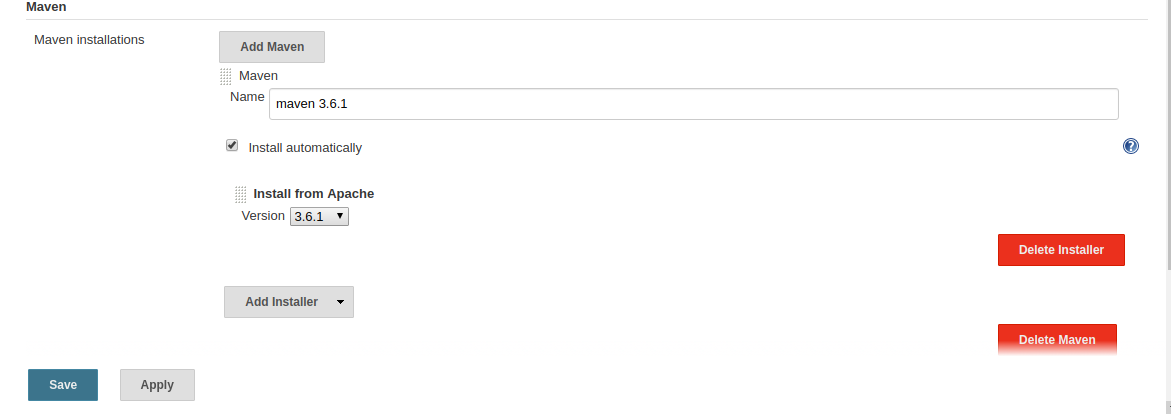 Maven
Maven installations
Add Maven
Maven
Name maven 3.6.1
Install automatically
?
Install from Apache
Version 3.6.1
Delete Installer
Add Installer
Delete Maven
Save Apply